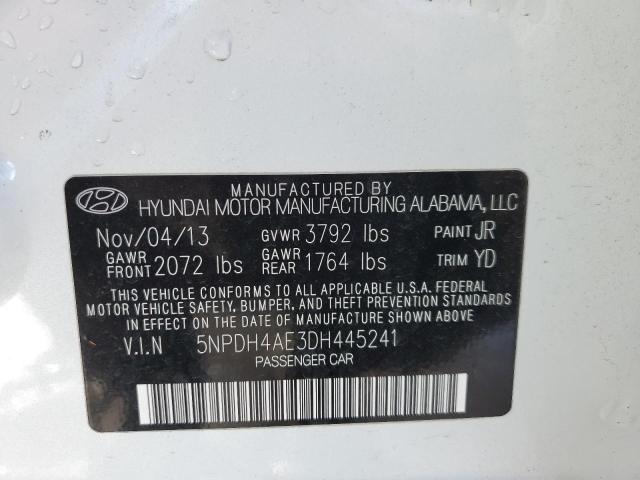 MANUFACTURED BY
HYUNDAI MOTOR MANUFACTURING ALABAMA, LLC
Nov/04/13 GVWR 3792 lbs PAINT JR
GAWR FRONT 2072 lbs GAWR REAR 1764 lbs TRIM YD
THIS VEHICLE CONFORMS TO ALL APPLICABLE U.S.A. FEDERAL
MOTOR VEHICLE SAFETY, BUMPER, AND THEFT PREVENTION STANDARDS
IN EFFECT ON THE DATE OF MANUFACTURE SHOWN ABOVE.
V.I.N 5NPDH4AE3DH445241
PASSENGER CAR